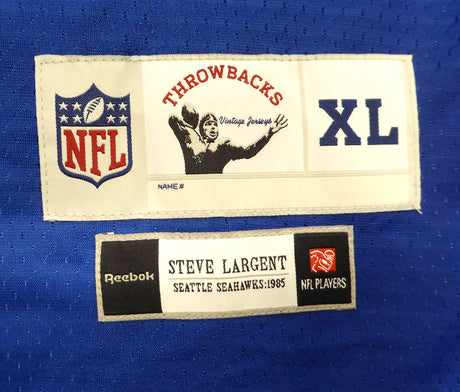 NFL
THROWBACKS
Vintage Jerseys
XL
NAME#
Reebok
STEVE LARGENT
SEATTLE SEAHAWKS:1985
NFL PLAYERS